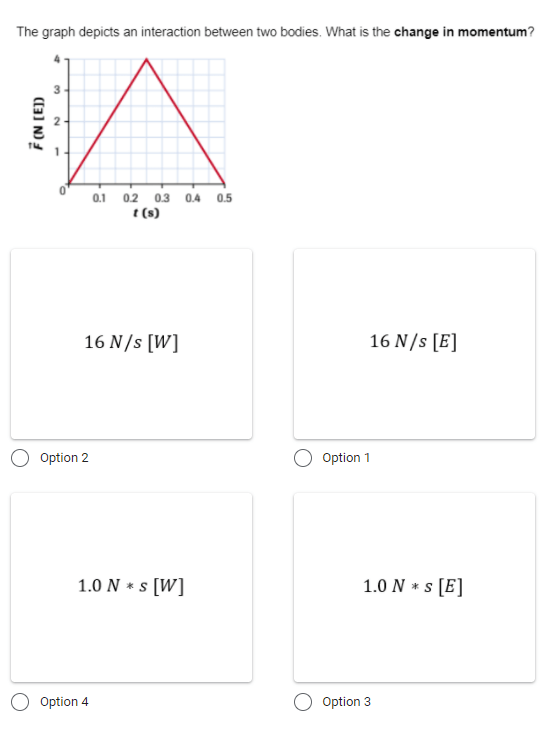 The graph depicts an interaction between two bodies. What is the change in momentum?
4
3
2
1
0
F⃗ (N [E])
0.1 0.2 0.3 0.4 0.5
t (s)
16 N/s [W]
16 N/s [E]
Option 2
Option 1
1.0 N * s [W]
1.0 N * s [E]
Option 4
Option 3